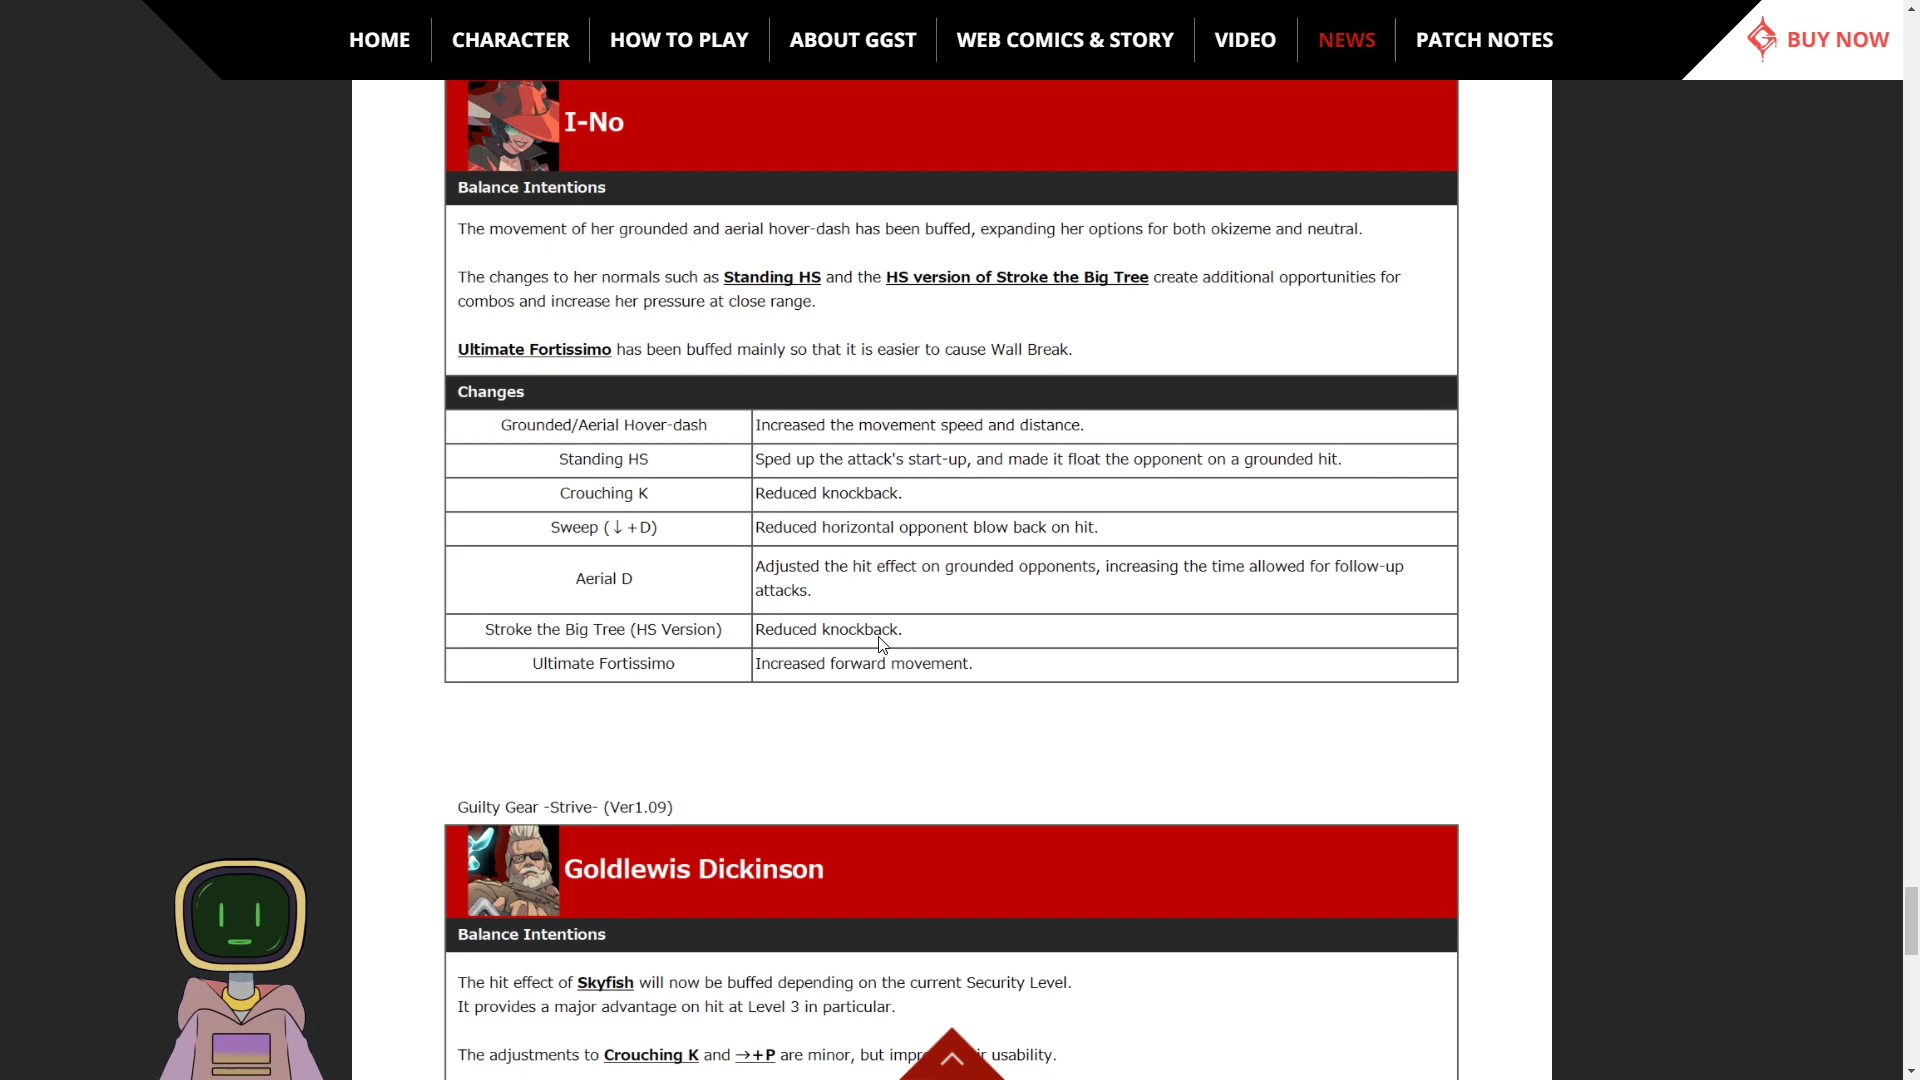 HOME
CHARACTER
HOW TO PLAY
ABOUT GGST
WEB COMICS & STORY
VIDEO
NEWS
PATCH NOTES
BUY NOW
I-No
Balance Intentions
The movement of her grounded and aerial hover-dash has been buffed, expanding her options for both okizeme and neutral.
The changes to her normals such as Standing HS and the HS version of Stroke the Big Tree create additional opportunities for
combos and increase her pressure at close range.
Ultimate Fortissimo has been buffed mainly so that it is easier to cause Wall Break.
Changes
Grounded/Aerial Hover-dash
Increased the movement speed and distance.
Standing HS
Sped up the attack's start-up, and made it float the opponent on a grounded hit.
Crouching K
Reduced knockback.
Sweep (↓+D)
Reduced horizontal opponent blow back on hit.
Aerial D
Adjusted the hit effect on grounded opponents, increasing the time allowed for follow-up
attacks.
Stroke the Big Tree (HS Version)
Reduced knockback.
Ultimate Fortissimo
Increased forward movement.
Guilty Gear -Strive- (Ver1.09)
Goldlewis Dickinson
Balance Intentions
The hit effect of Skyfish will now be buffed depending on the current Security Level.
It provides a major advantage on hit at Level 3 in particular.
The adjustments to Crouching K and →+P are minor, but usability.